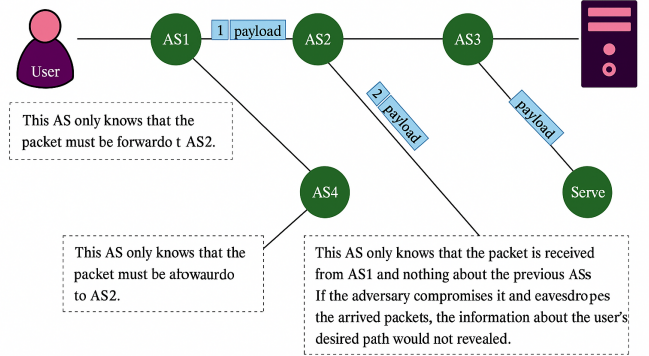 AS1
1 payload
AS2
AS3
User
2 payload
payload
This AS only knows that the
packet must be forwardo t AS2.
AS4
Serve
This AS only knows that the
packet must be afowaurdo
to AS2.
This AS only knows that the packet is received
from AS1 and nothing about the previous ASs
If the adversary compromises it and eavesdropes
the arrived packets, the information about the user's
desired path would not revealed.